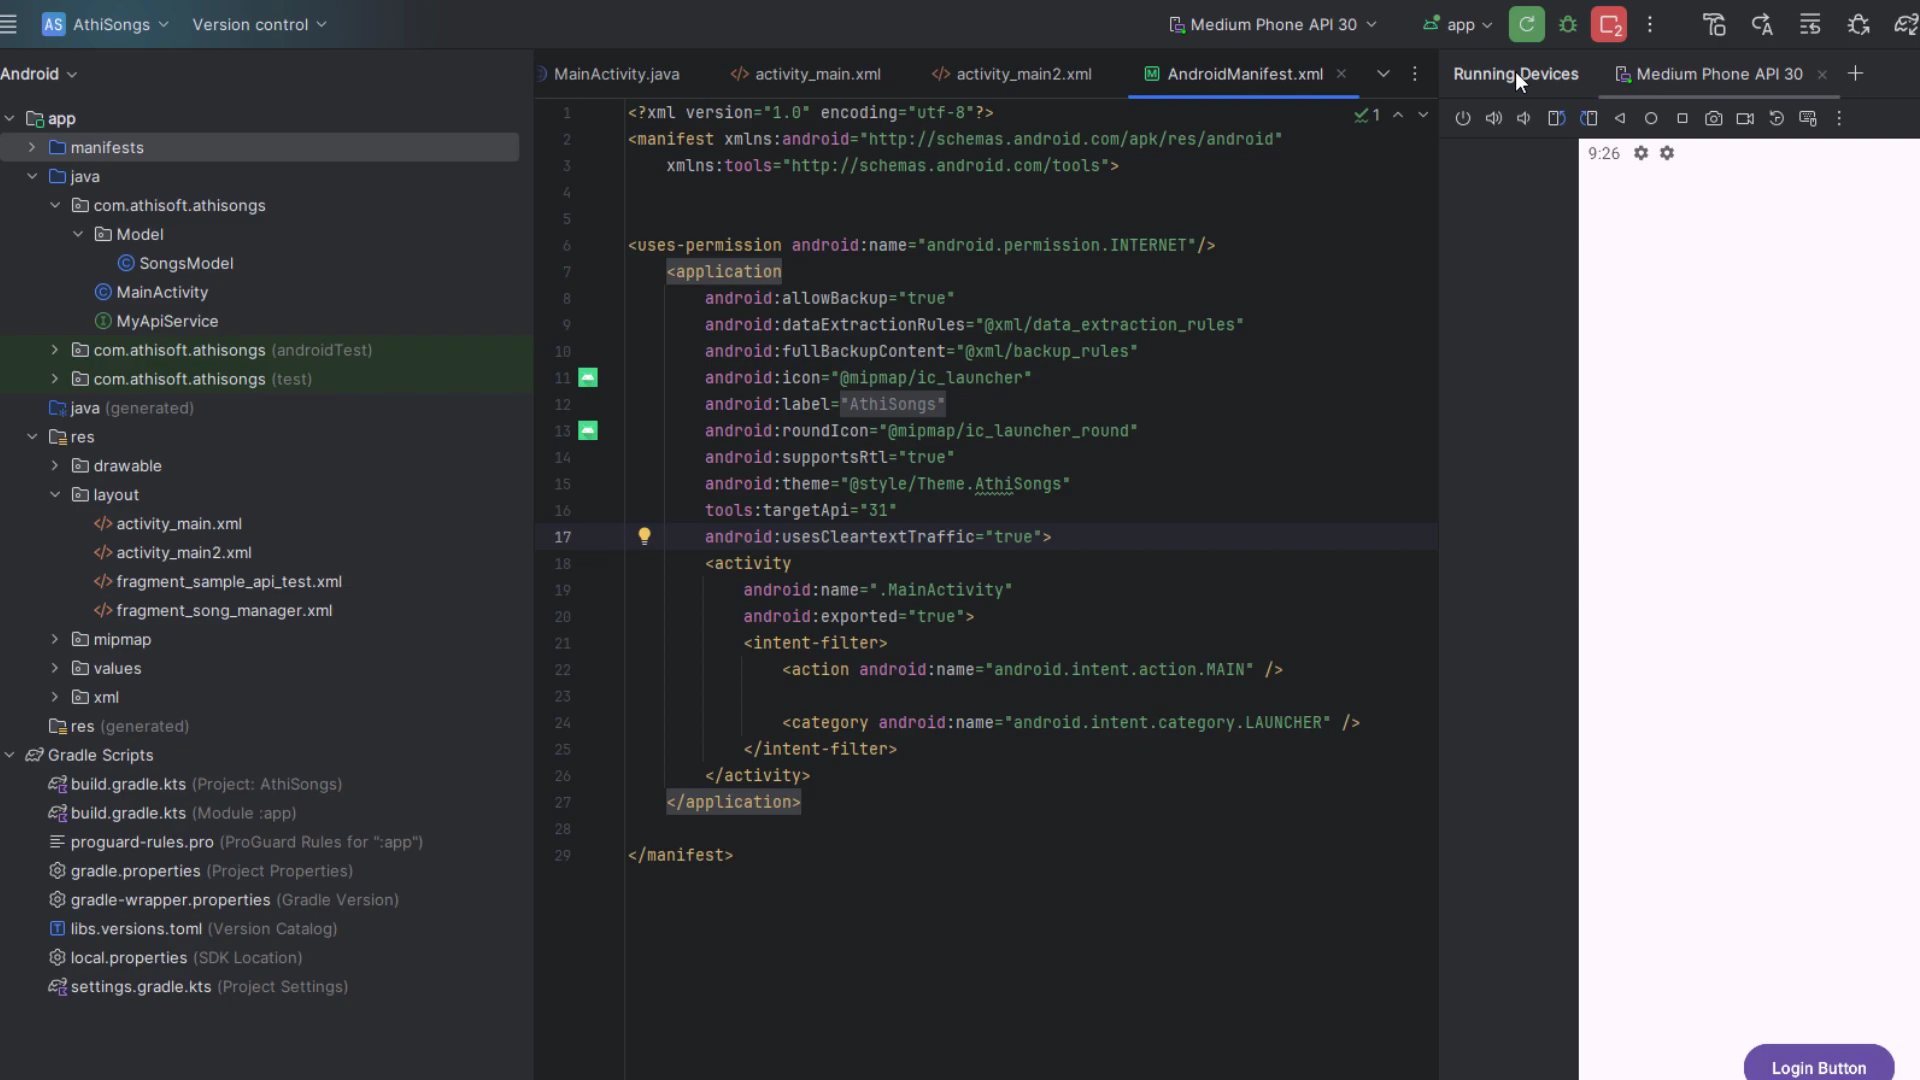 AS AthiSongs Version control Medium Phone API 30 app 2
Android
app
manifests
java
com.athisoft.athisongs
Model
SongsModel
MainActivity
MyApiService
com.athisoft.athisongs (androidTest)
com.athisoft.athisongs (test)
java (generated)
res
drawable
layout
activity_main.xml
activity_main2.xml
fragment_sample_api_test.xml
fragment_song_manager.xml
mipmap
values
xml
res (generated)
Gradle Scripts
build.gradle.kts (Project: AthiSongs)
build.gradle.kts (Module :app)
proguard-rules.pro (ProGuard Rules for ":app")
gradle.properties (Project Properties)
gradle-wrapper.properties (Gradle Version)
libs.versions.toml (Version Catalog)
local.properties (SDK Location)
settings.gradle.kts (Project Settings)
MainActivity.java activity_main.xml activity_main2.xml AndroidManifest.xml
1 <?xml version="1.0" encoding="utf-8"?> 1
2 <manifest xmlns:android="http://schemas.android.com/apk/res/android"
3 xmlns:tools="http://schemas.android.com/tools">
4
5
6 <uses-permission android:name="android.permission.INTERNET"/>
7 <application
8 android:allowBackup="true"
9 android:dataExtractionRules="@xml/data_extraction_rules"
10 android:fullBackupContent="@xml/backup_rules"
11 android:icon="@mipmap/ic_launcher"
12 android:label="AthiSongs"
13 android:roundIcon="@mipmap/ic_launcher_round"
14 android:supportsRtl="true"
15 android:theme="@style/Theme.AthiSongs"
16 tools:targetApi="31"
17 android:usesCleartextTraffic="true">
18 <activity
19 android:name=".MainActivity"
20 android:exported="true">
21 <intent-filter>
22 <action android:name="android.intent.action.MAIN" />
23
24 <category android:name="android.intent.category.LAUNCHER" />
25 </intent-filter>
26 </activity>
27 </application>
28
29 </manifest>
Running Devices Medium Phone API 30
9:26
Login Button